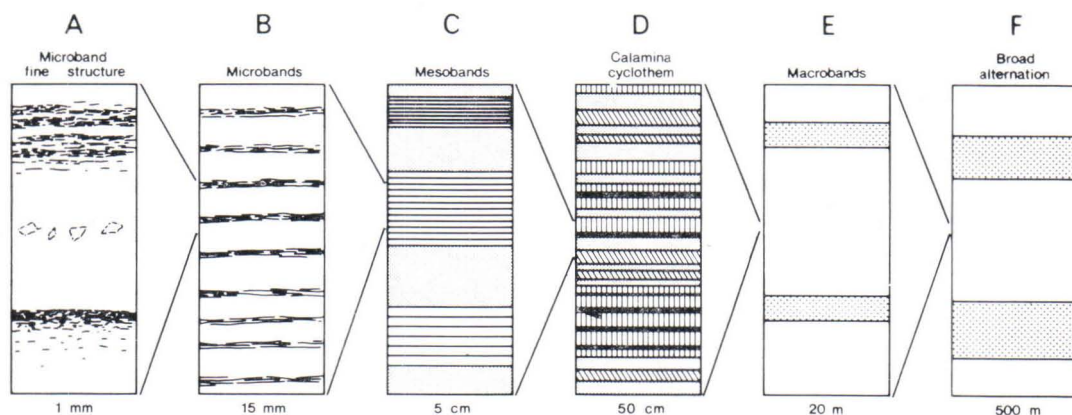 A B C D E F
Microband
fine structure
Microbands
Mesobands
Calamina
cyclothem
Macrobands
Broad
alternation
1 mm 15 mm 5 cm 50 cm 20 m 500 m